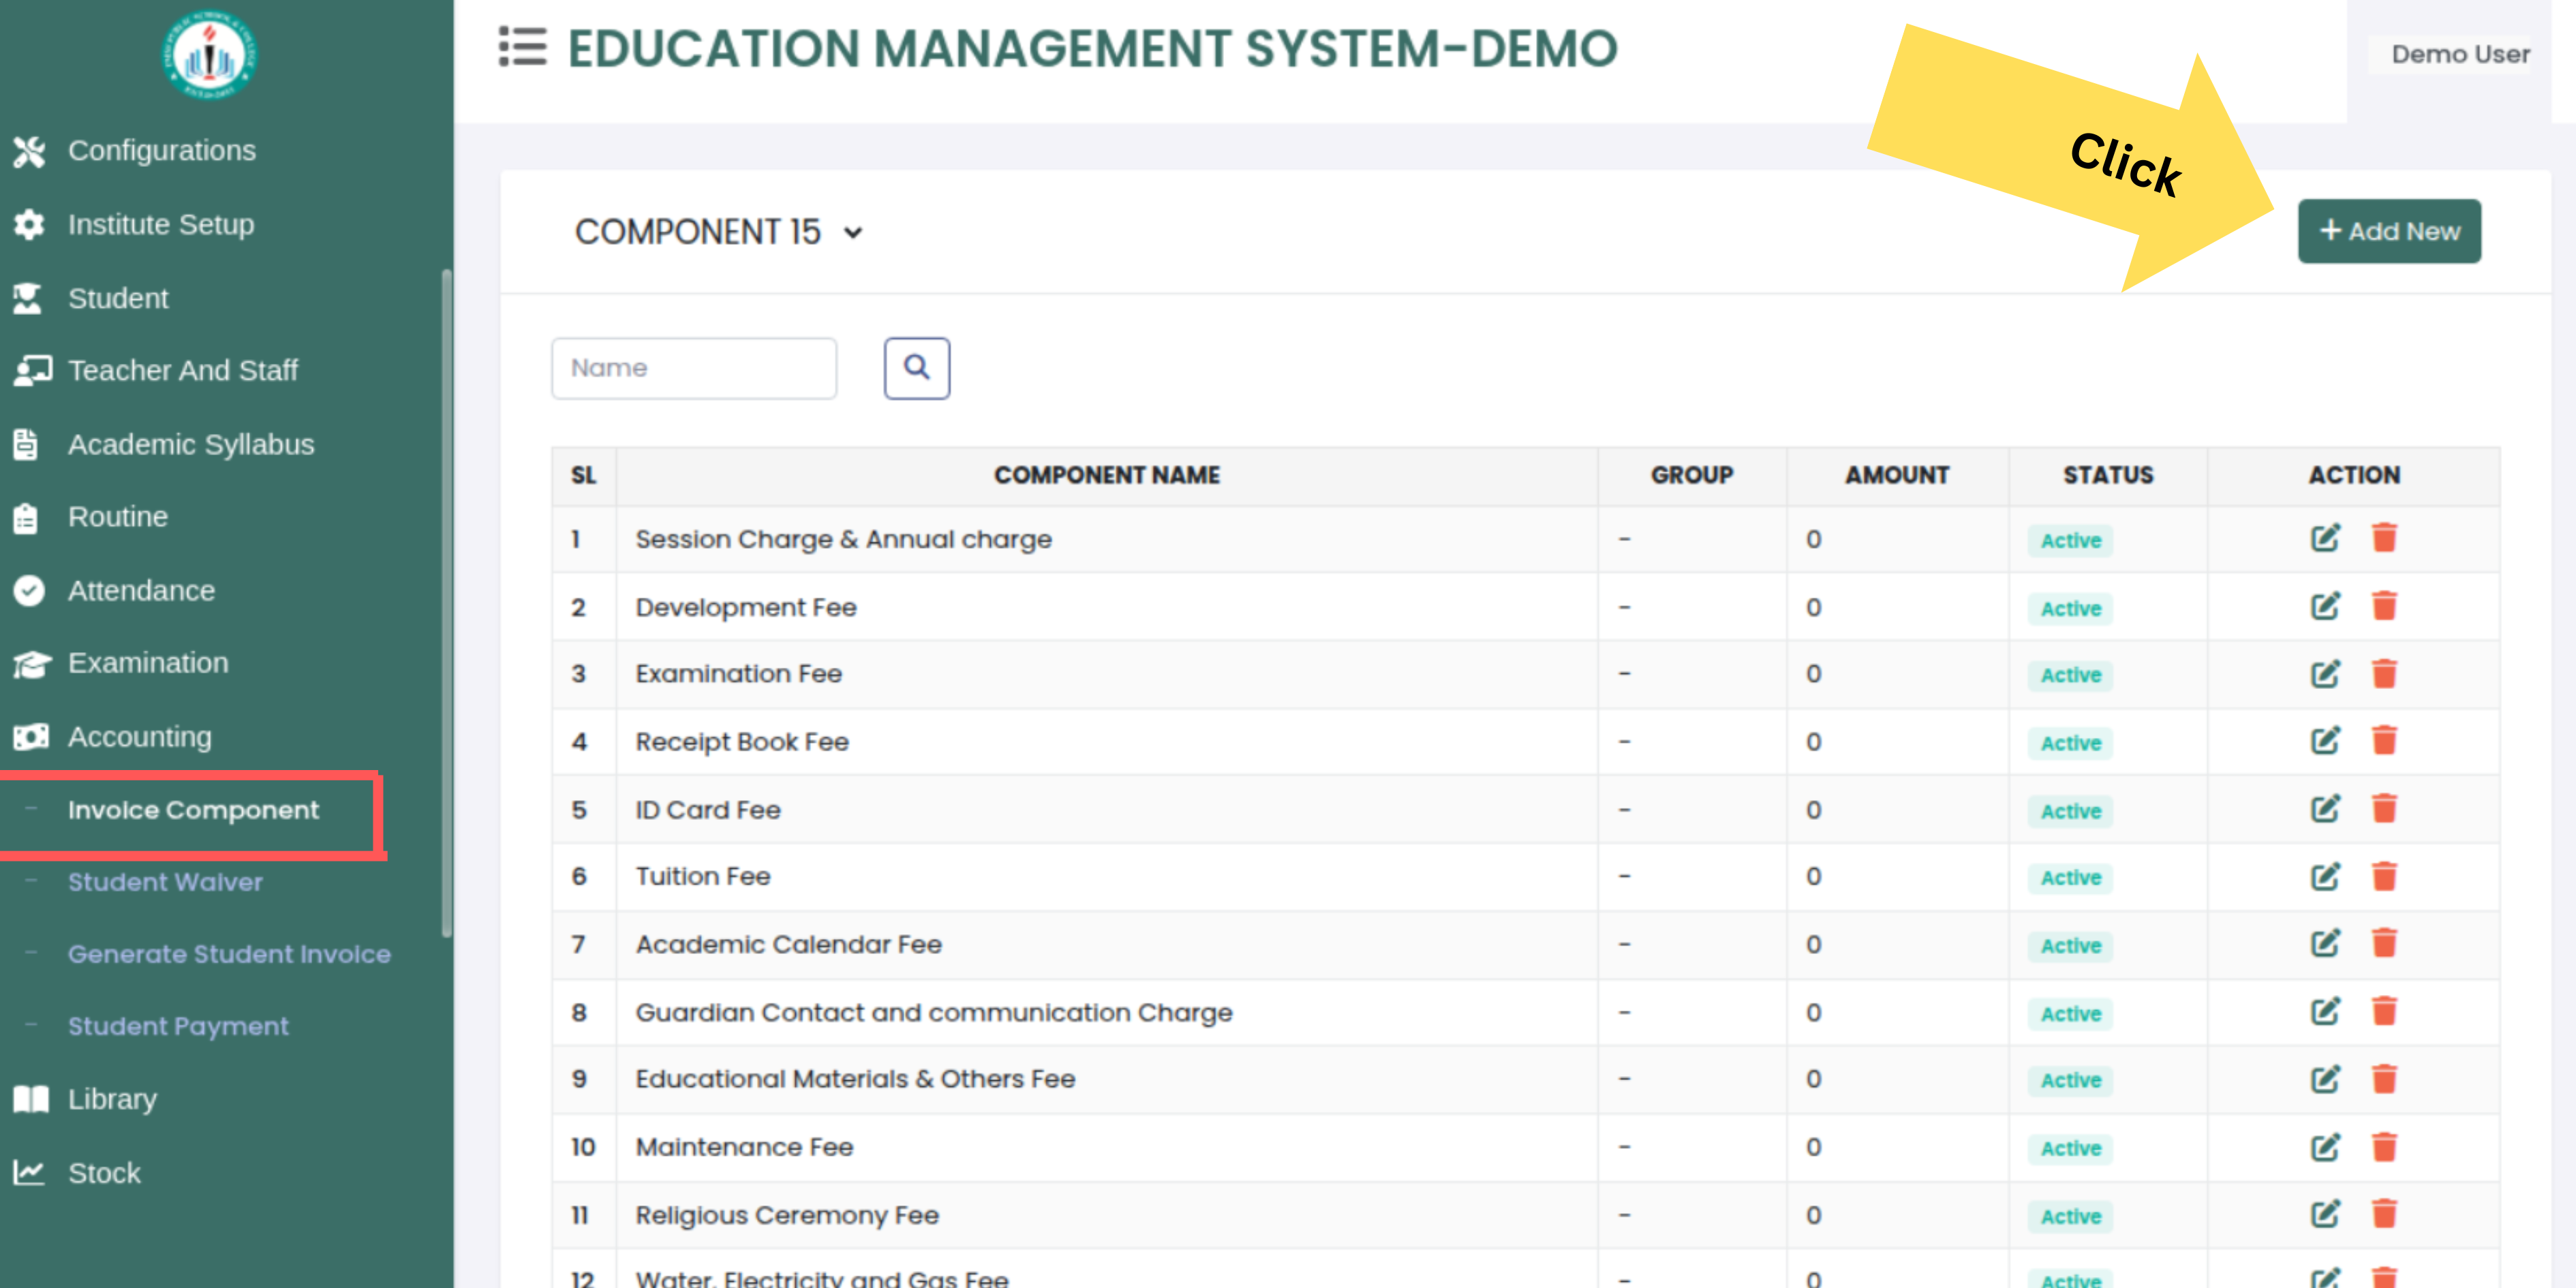 EDUCATION MANAGEMENT SYSTEM-DEMO
Demo User
Click
Configurations
Institute Setup
Student
Teacher And Staff
Academic Syllabus
Routine
Attendance
Examination
Accounting
- Invoice Component
- Student Waiver
- Generate Student Invoice
- Student Payment
Library
Stock
COMPONENT 15
+ Add New
Name
SL COMPONENT NAME GROUP AMOUNT STATUS ACTION
1 Session Charge & Annual charge - 0 Active
2 Development Fee - 0 Active
3 Examination Fee - 0 Active
4 Receipt Book Fee - 0 Active
5 ID Card Fee - 0 Active
6 Tuition Fee - 0 Active
7 Academic Calendar Fee - 0 Active
8 Guardian Contact and communication Charge - 0 Active
9 Educational Materials & Others Fee - 0 Active
10 Maintenance Fee - 0 Active
11 Religious Ceremony Fee - 0 Active
12 Water, Electricity and Gas Fee - 0 Active